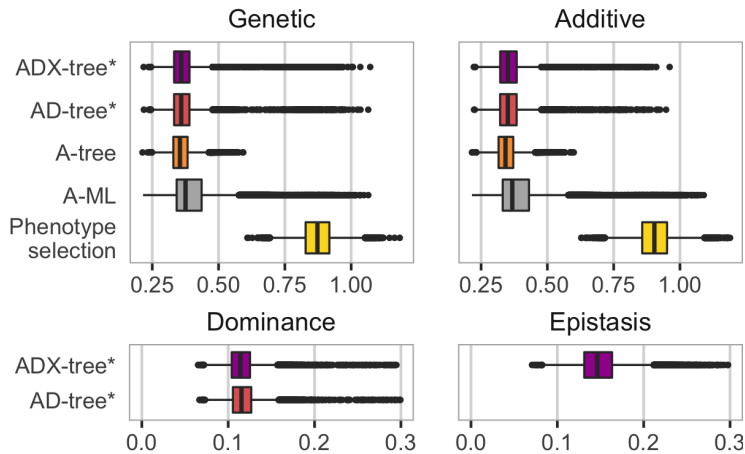 Genetic
Additive
ADX-tree*
AD-tree*
A-tree
A-ML
Phenotype
selection
0.25 0.50 0.75 1.00
0.25 0.50 0.75 1.00
Dominance
Epistasis
ADX-tree*
AD-tree*
0.0 0.1 0.2 0.3
0.0 0.1 0.2 0.3